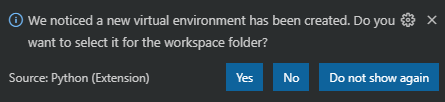 We noticed a new virtual environment has been created. Do you
want to select it for the workspace folder?
Source: Python (Extension)
Yes
No
Do not show again